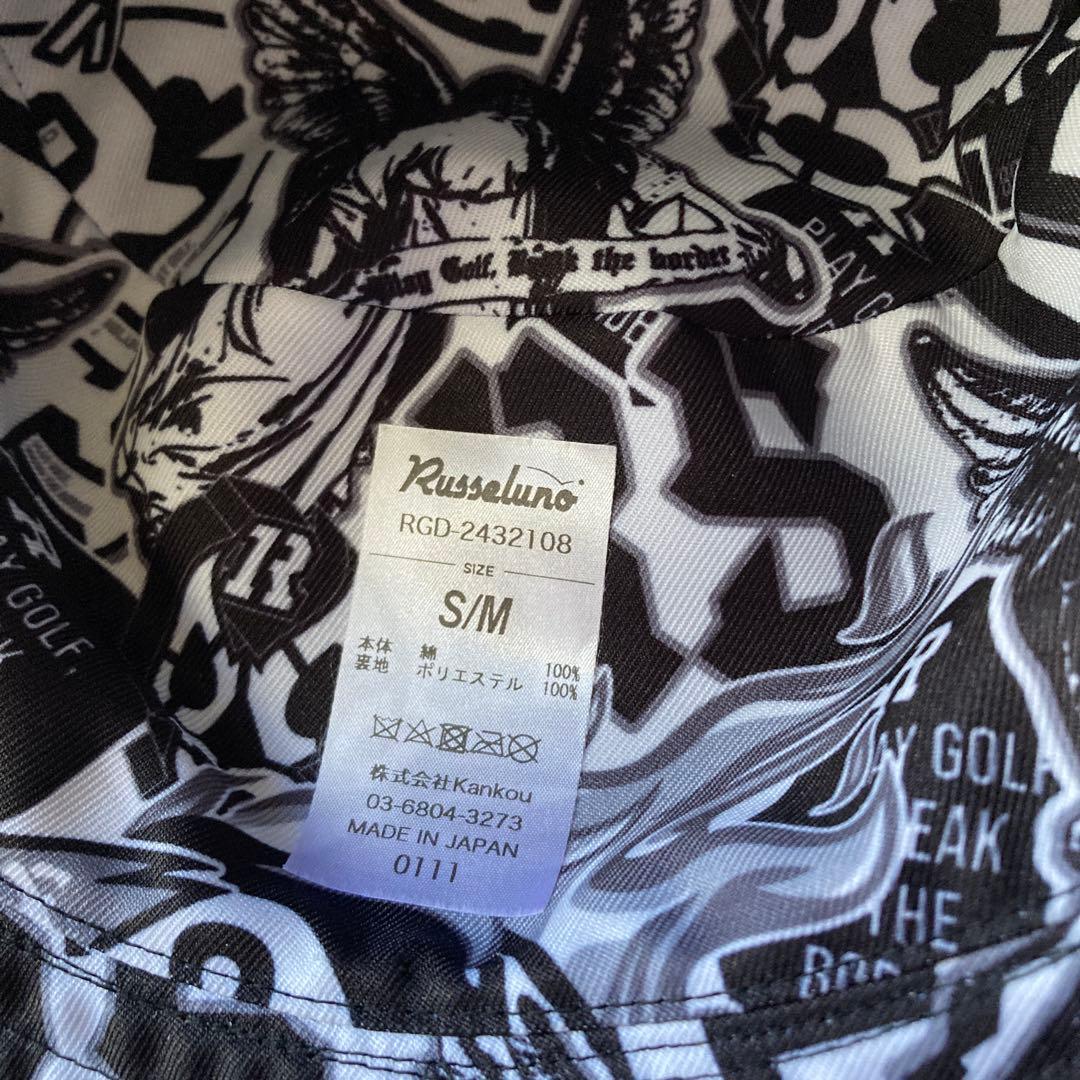 Play Golf, Break the border
PLAY G
Russeluno
RGD-2432108
SIZE
S/M
本体 綿 100%
裏地 ポリエステル 100%
株式会社Kankou
03-6804-3273
MADE IN JAPAN
0111
R
AY GOLF,
K
R
AY GOLF
EAK
THE